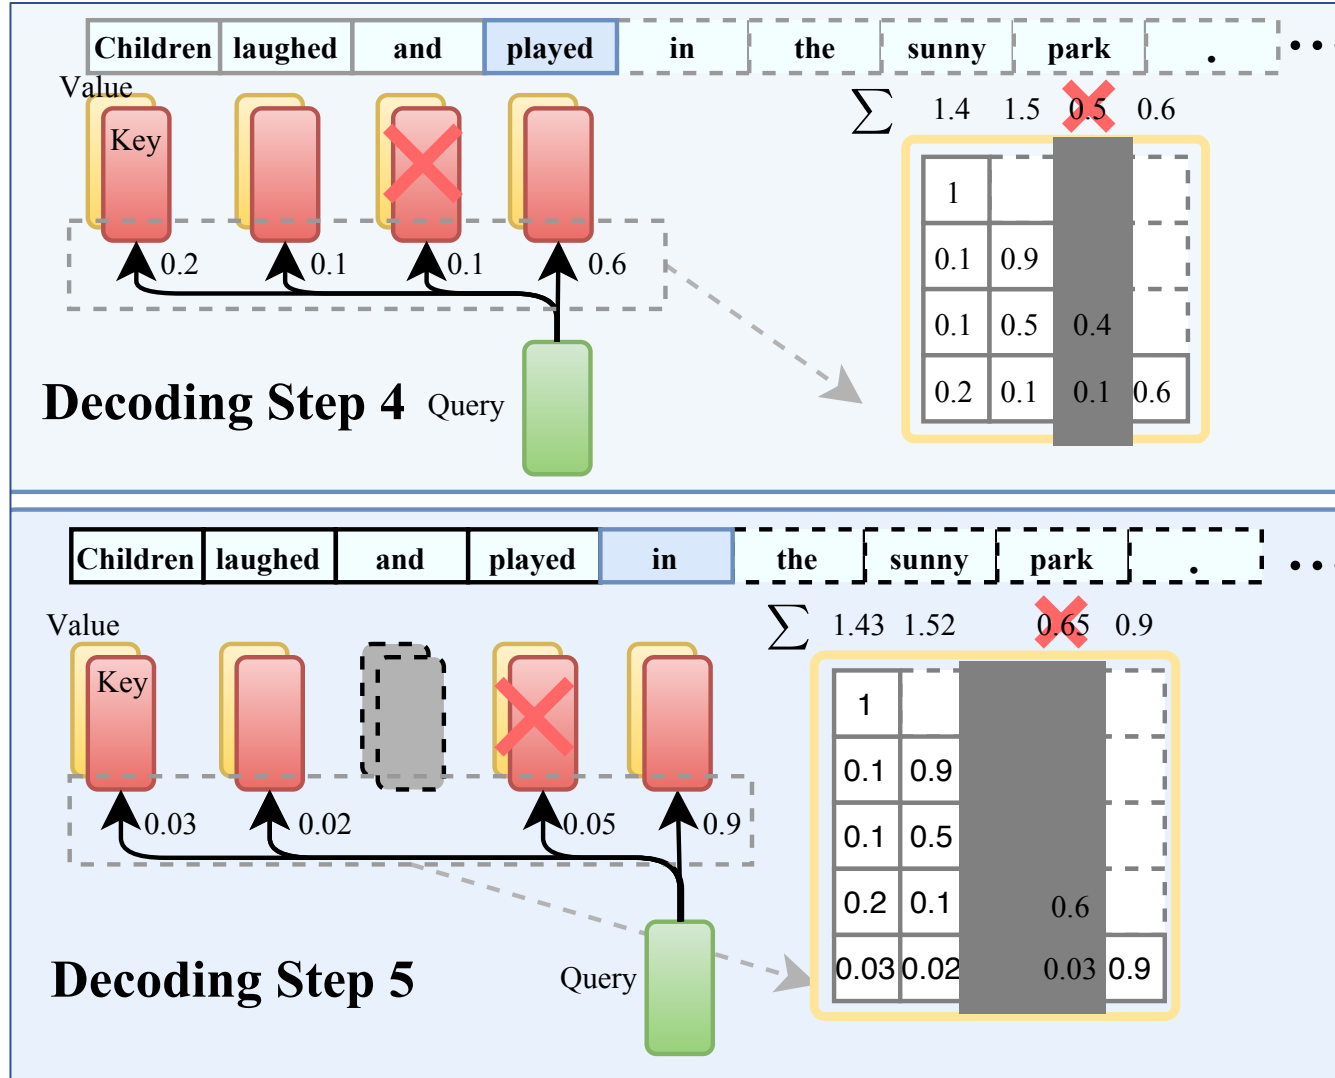 Children laughed and played in the sunny park . ...
Value
∑ 1.4 1.5 0.5 0.6
Key
1
0.2 0.1 0.1 0.6
0.1 0.9
0.1 0.5 0.4
0.2 0.1 0.1 0.6
Decoding Step 4 Query
Children laughed and played in the sunny park . ...
Value
∑ 1.43 1.52 0.65 0.9
Key
1
0.1 0.9
0.03 0.02 0.05 0.9
0.1 0.5
0.2 0.1 0.6
0.03 0.02 0.03 0.9
Decoding Step 5 Query